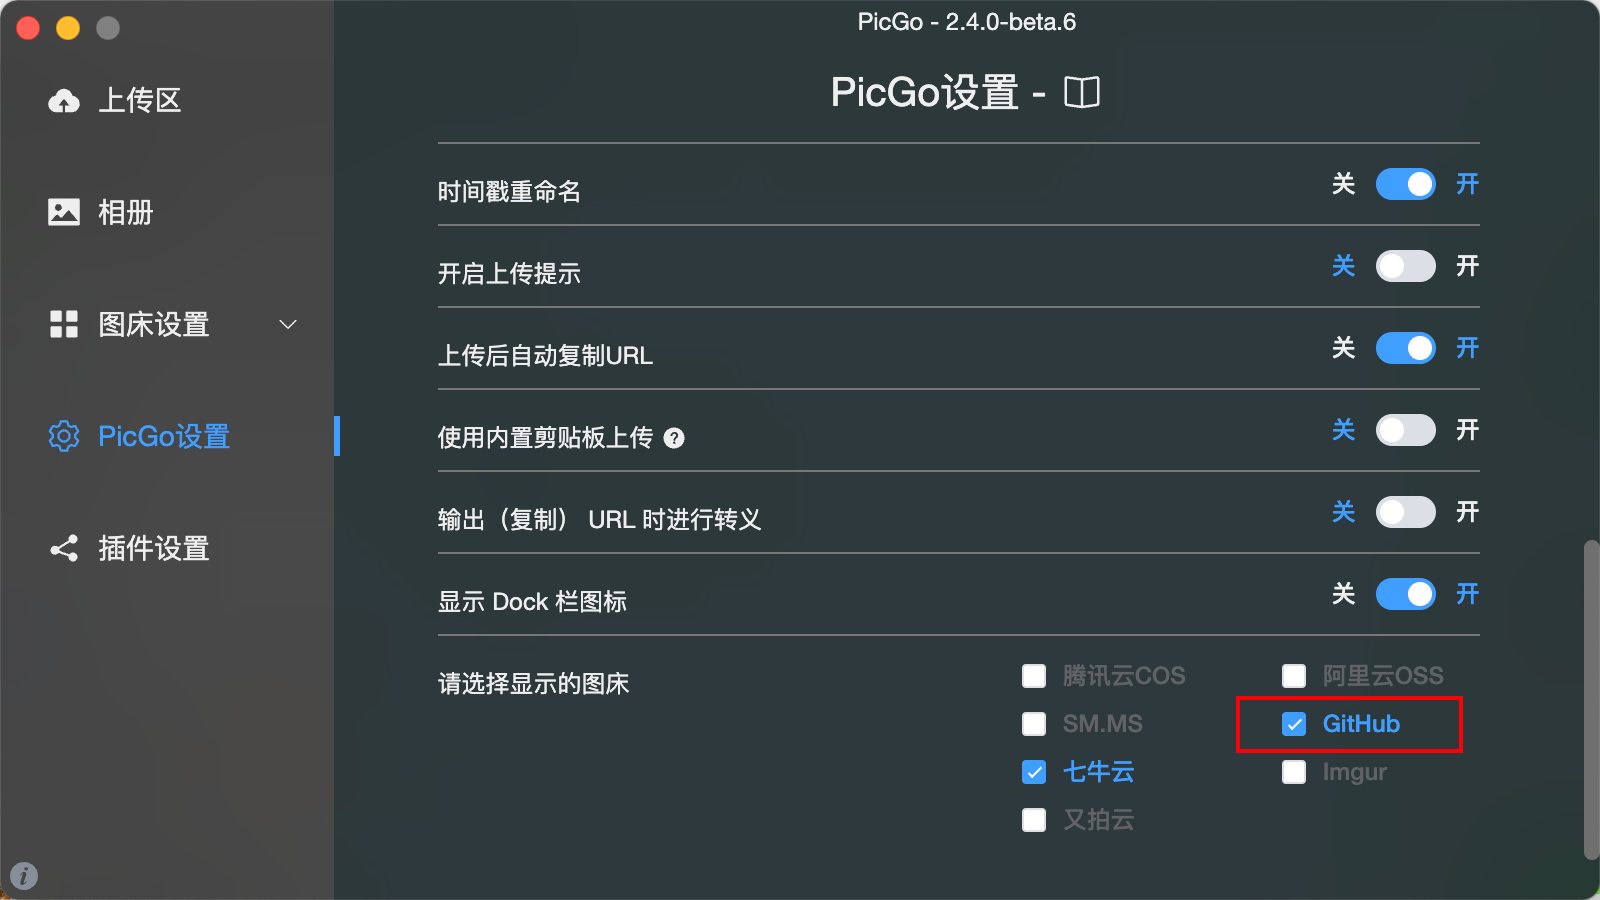 PicGo - 2.4.0-beta.6
上传区
相册
图床设置
PicGo设置
插件设置
PicGo设置 -
时间戳重命名 关 开
开启上传提示 关 开
上传后自动复制URL 关 开
使用内置剪贴板上传 ? 关 开
输出（复制） URL 时进行转义 关 开
显示 Dock 栏图标 关 开
请选择显示的图床 腾讯云COS 阿里云OSS
SM.MS GitHub
七牛云 Imgur
又拍云
i